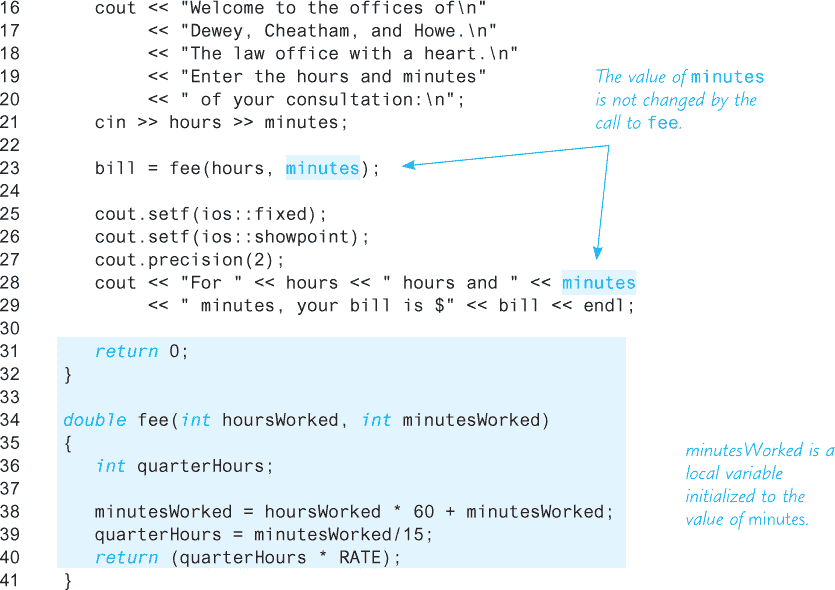 16 cout << "Welcome to the offices of\n"
17 << "Dewey, Cheatham, and Howe.\n"
18 << "The law office with a heart.\n"
19 << "Enter the hours and minutes"
20 << " of your consultation:\n";
21 cin >> hours >> minutes;
22
23 bill = fee(hours, minutes);
24
25 cout.setf(ios::fixed);
26 cout.setf(ios::showpoint);
27 cout.precision(2);
28 cout << "For " << hours << " hours and " << minutes
29 << " minutes, your bill is $" << bill << endl;
30
31 return 0;
32 }
33
34 double fee(int hoursWorked, int minutesWorked)
35 {
36 int quarterHours;
37
38 minutesWorked = hoursWorked * 60 + minutesWorked;
39 quarterHours = minutesWorked/15;
40 return (quarterHours * RATE);
41 }
The value of minutes
is not changed by the
call to fee.
minutesWorked is a
local variable
initialized to the
value of minutes.